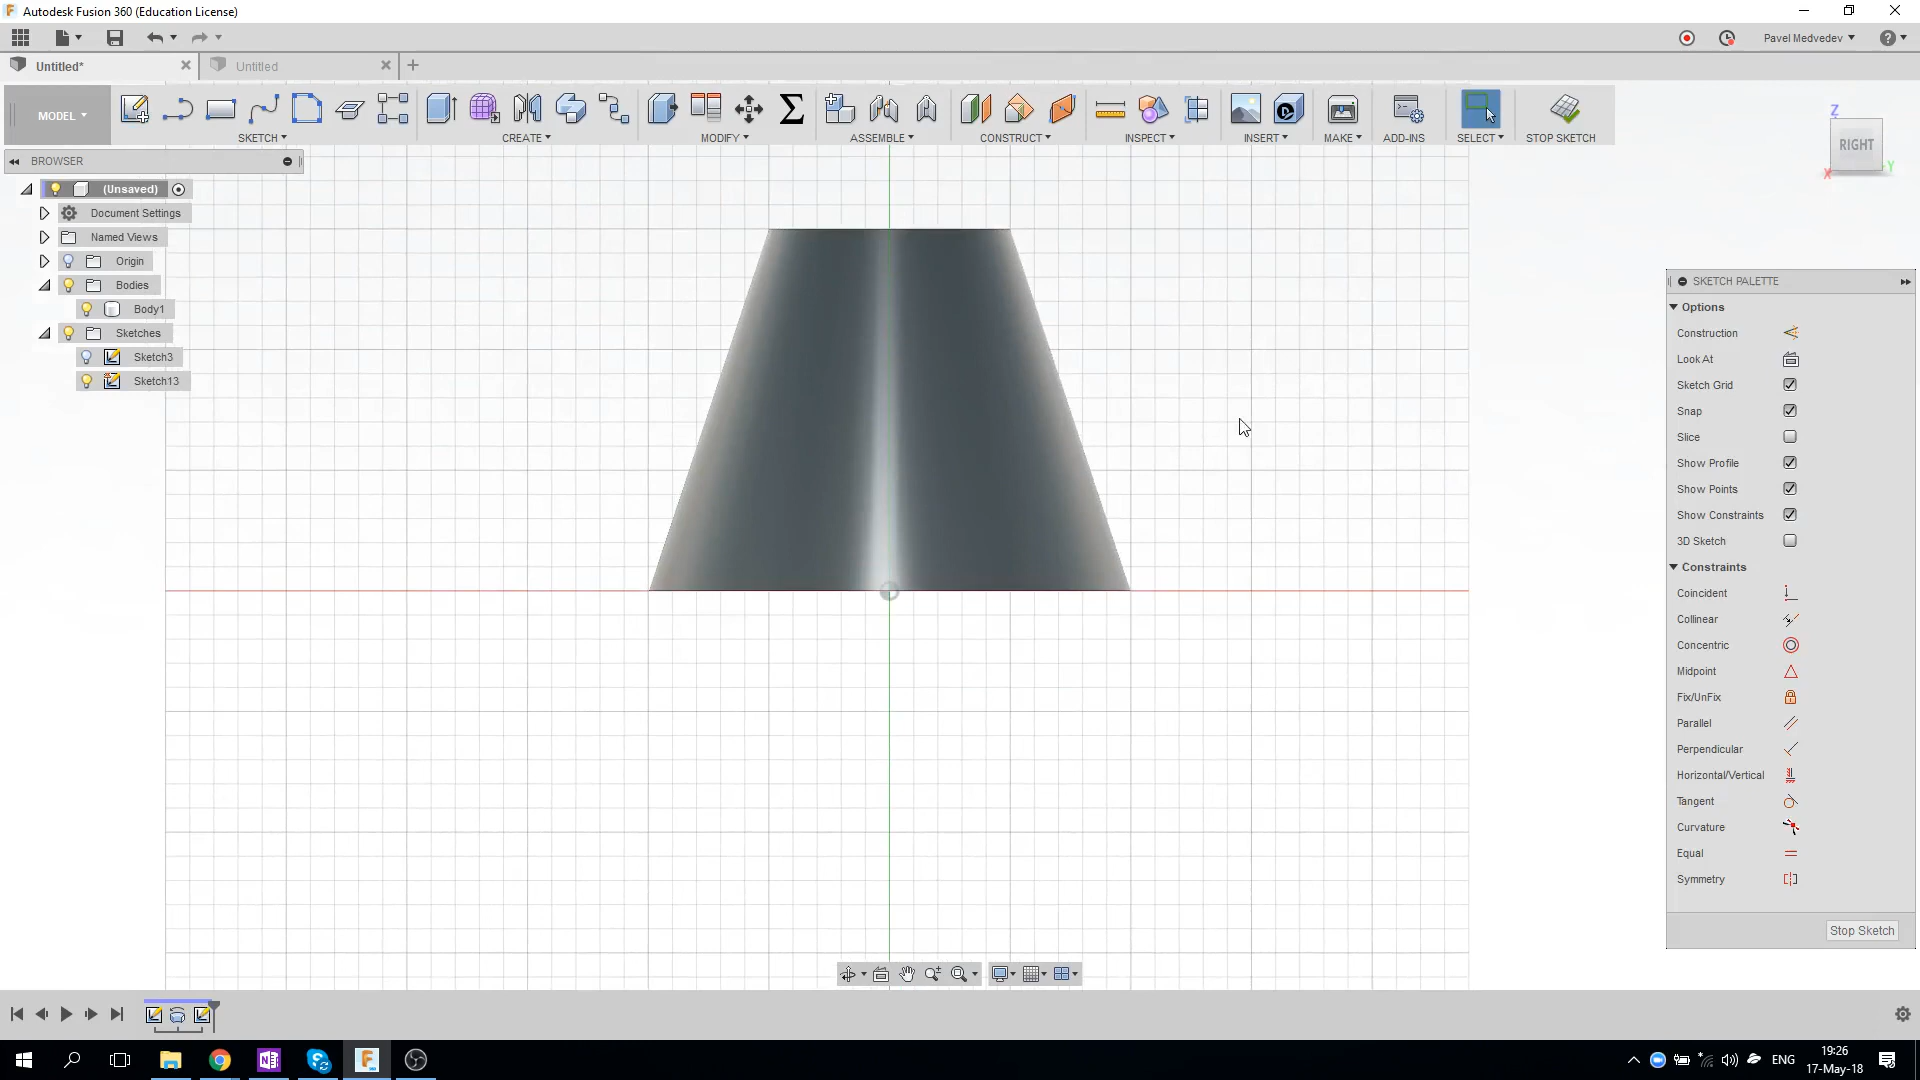 Autodesk Fusion 360 (Education License)
Pavel Medvedev
Untitled*
Untitled
MODEL
SKETCH
CREATE
MODIFY
ASSEMBLE
CONSTRUCT
INSPECT
INSERT
MAKE
ADD-INS
SELECT
STOP SKETCH
Z
RIGHT
X
Y
BROWSER
(Unsaved)
Document Settings
Named Views
Origin
Bodies
Body1
Sketches
Sketch3
Sketch13
SKETCH PALETTE
Options
Construction
Look At
Sketch Grid
Snap
Slice
Show Profile
Show Points
Show Constraints
3D Sketch
Constraints
Coincident
Collinear
Concentric
Midpoint
Fix/UnFix
Parallel
Perpendicular
Horizontal/Vertical
Tangent
Curvature
Equal
Symmetry
Stop Sketch
ENG
19:26
17-May-18